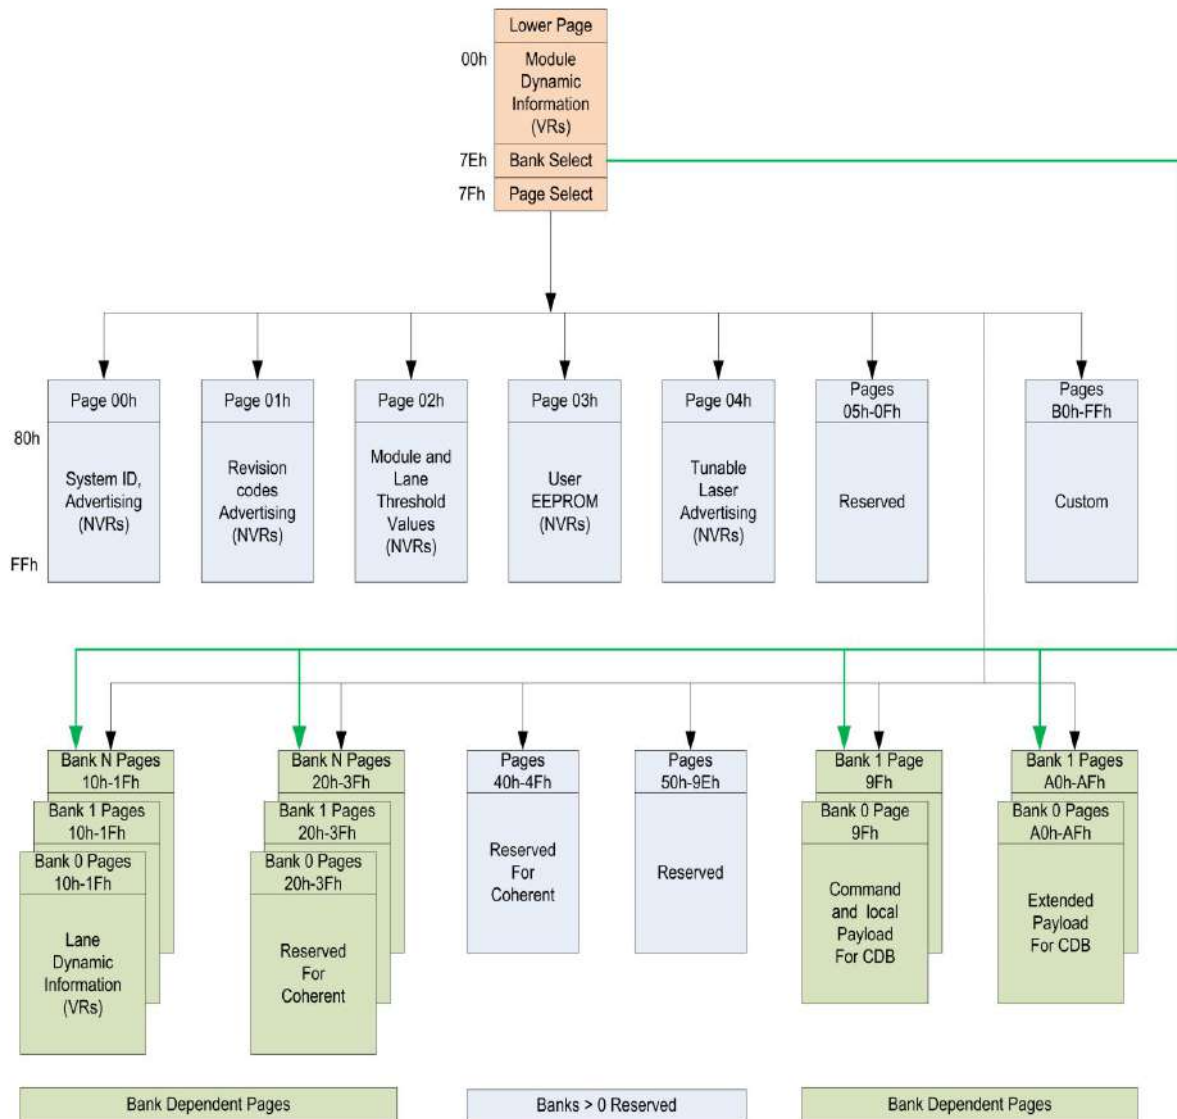 Lower Page
00h
Module
Dynamic
Information
(VRs)
7Eh
Bank Select
7Fh
Page Select
Page 00h
Page 01h
Page 02h
Page 03h
Page 04h
Pages
05h-0Fh
Pages
B0h-FFh
80h
FFh
System ID,
Advertising
(NVRs)
Revision
codes
Advertising
(NVRs)
Module and
Lane
Threshold
Values
(NVRs)
User
EEPROM
(NVRs)
Tunable
Laser
Advertising
(NVRs)
Reserved
Custom
Bank N Pages
10h-1Fh
Bank 1 Pages
10h-1Fh
Bank 0 Pages
10h-1Fh
Lane
Dynamic
Information
(VRs)
Bank N Pages
20h-3Fh
Bank 1 Pages
20h-3Fh
Bank 0 Pages
20h-3Fh
Reserved
For
Coherent
Pages
40h-4Fh
Reserved
For
Coherent
Pages
50h-9Eh
Reserved
Bank 1 Page
9Fh
Bank 0 Page
9Fh
Command
and local
Payload
For CDB
Bank 1 Pages
A0h-AFh
Bank 0 Pages
A0h-AFh
Extended
Payload
For CDB
Bank Dependent Pages
Banks > 0 Reserved
Bank Dependent Pages